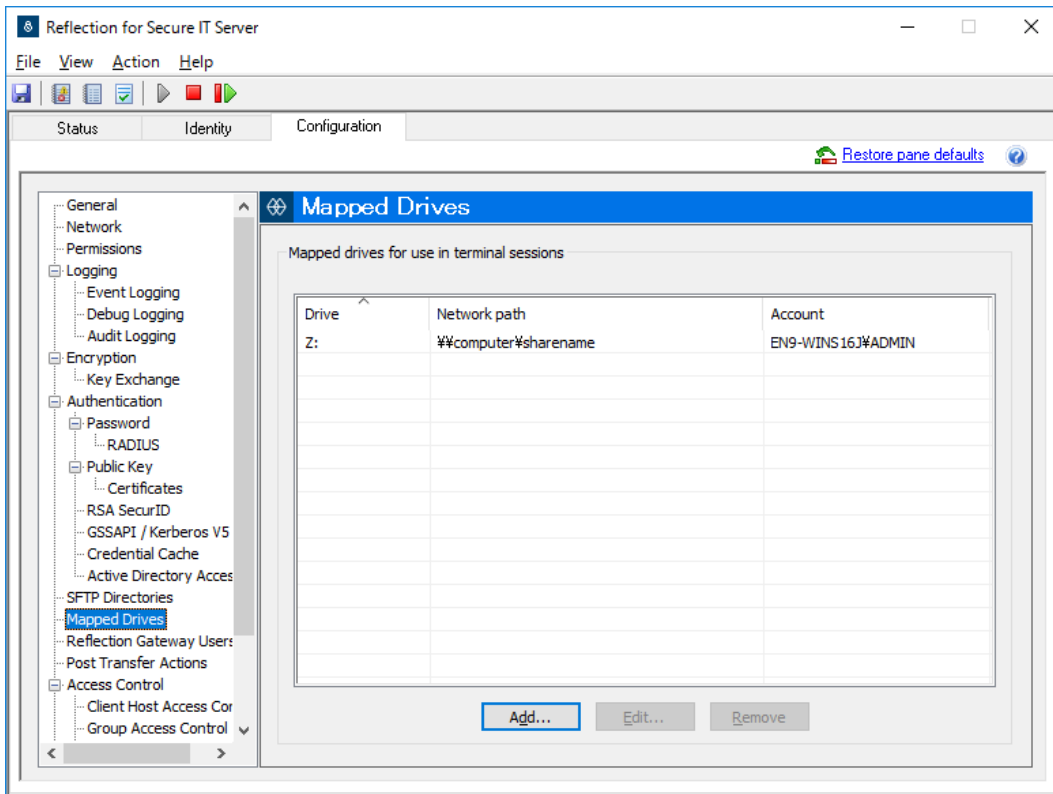 Reflection for Secure IT Server
File View Action Help
Status Identity Configuration
Restore pane defaults
General
Network
Permissions
Logging
Event Logging
Debug Logging
Audit Logging
Encryption
Key Exchange
Authentication
Password
RADIUS
Public Key
Certificates
RSA SecurID
GSSAPI / Kerberos V5
Credential Cache
Active Directory Acces
SFTP Directories
Mapped Drives
Reflection Gateway Users
Post Transfer Actions
Access Control
Client Host Access Cor
Group Access Control
Mapped Drives
Mapped drives for use in terminal sessions
Drive Network path Account
Z: ¥¥computer¥sharename EN9-WINS16J¥ADMIN
Add... Edit... Remove